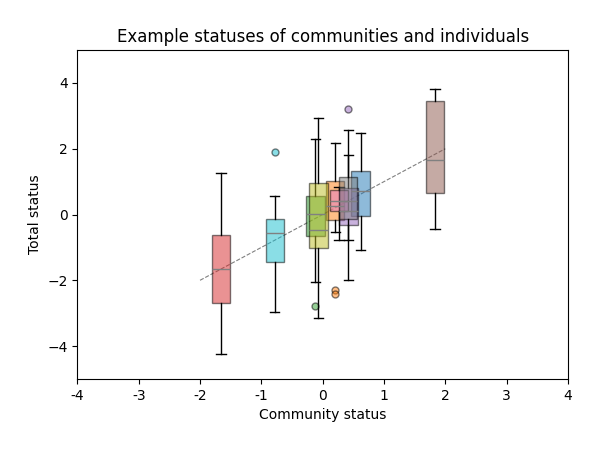 Example statuses of communities and individuals
Total status
4
2
0
−2
−4
-4 -3 -2 -1 0 1 2 3 4
Community status